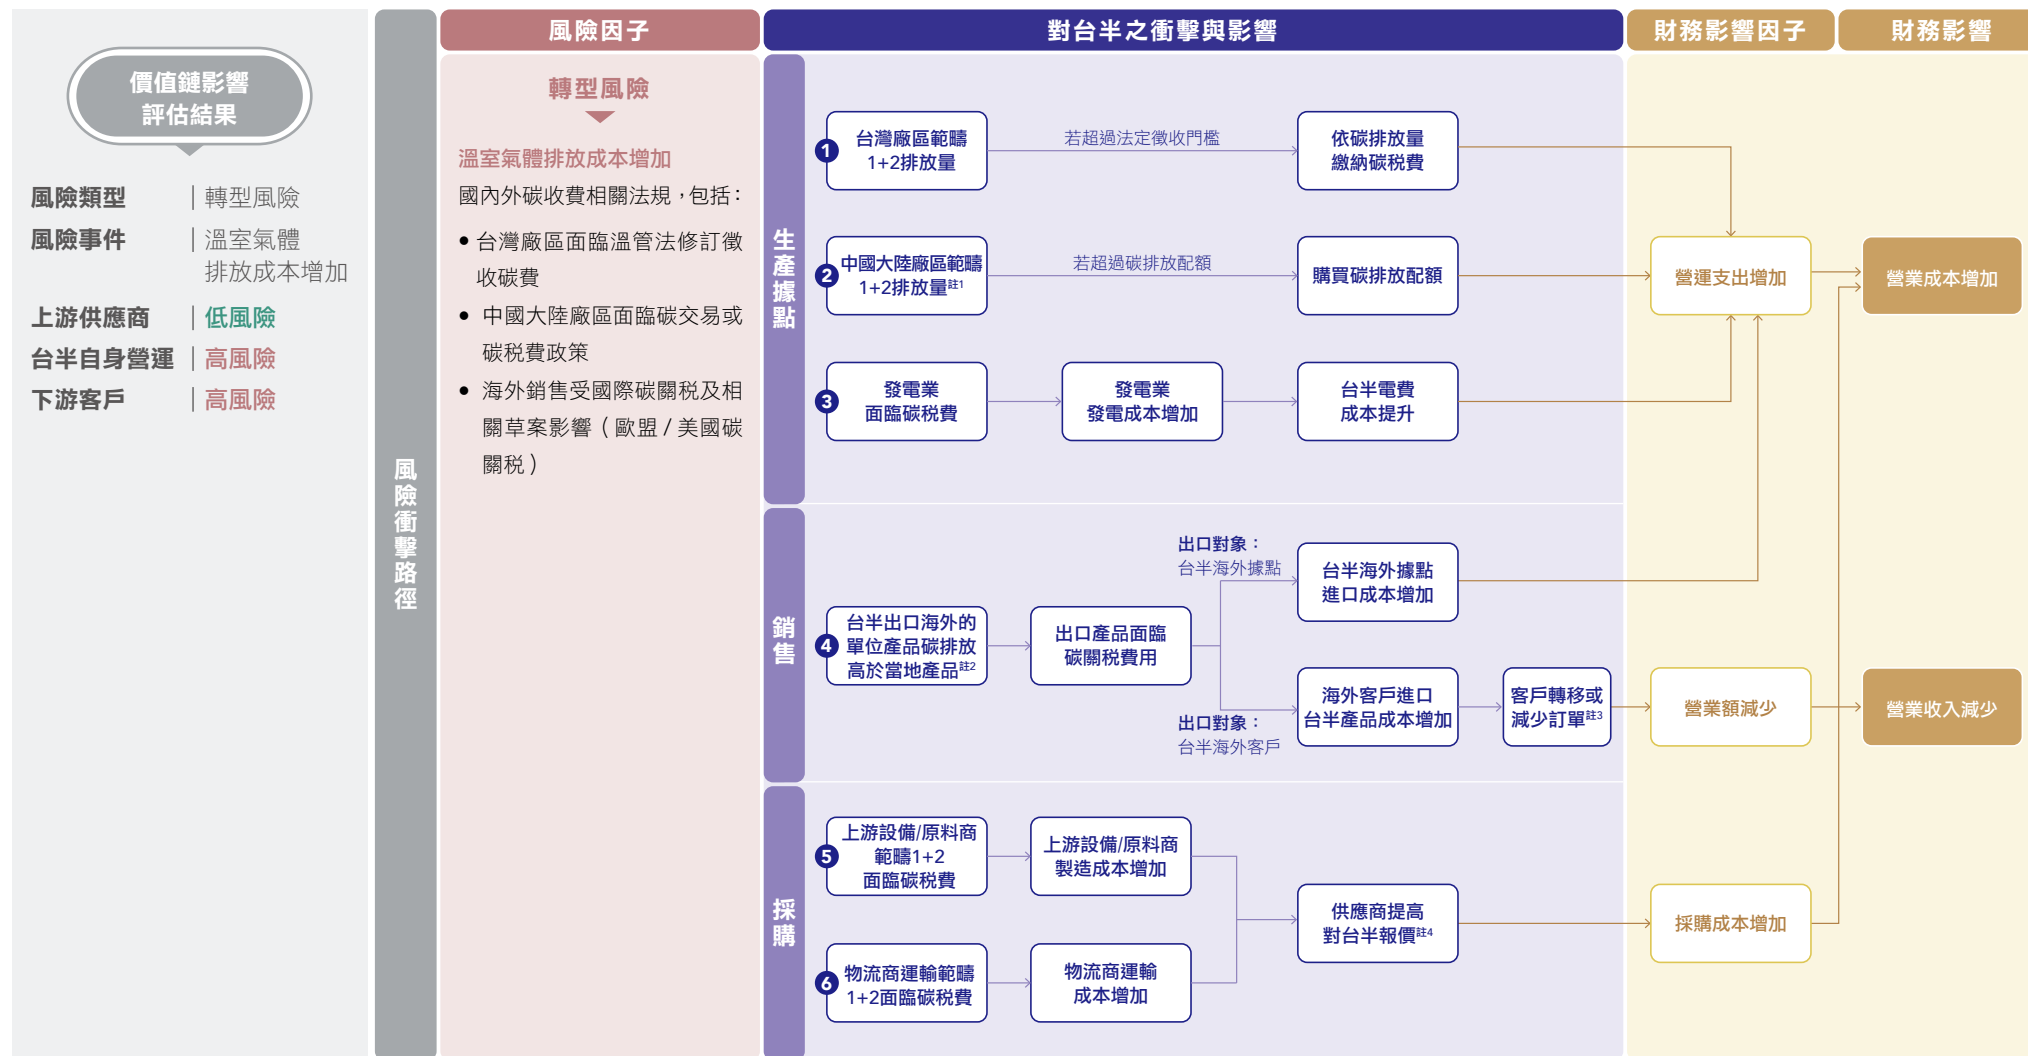 價值鏈影響
評估結果
風險類型
轉型風險
風險事件
溫室氣體
排放成本增加
上游供應商
低風險
台半自身營運
高風險
下游客戶
高風險
風險衝擊路徑
風險因子
轉型風險
溫室氣體排放成本增加
國內外碳收費相關法規，包括：
• 台灣廠區面臨溫管法修訂徵
收碳費
• 中國大陸廠區面臨碳交易或
碳稅費政策
• 海外銷售受國際碳關稅及相
關草案影響（歐盟/美國碳
關稅）
對台半之衝擊與影響
財務影響因子
財務影響
生產據點
1
台灣廠區範疇
1+2排放量
若超過法定徵收門檻
依碳排放量
繳納碳稅費
2
中國大陸廠區範疇
1+2排放量註1
若超過碳排放配額
購買碳排放配額
營運支出增加
營業成本增加
3
發電業
面臨碳稅費
發電業
發電成本增加
台半電費
成本提升
銷售
4
台半出口海外的
單位產品碳排放
高於當地產品註2
出口產品面臨
碳關稅費用
出口對象：
台半海外據點
台半海外據點
進口成本增加
出口對象：
台半海外客戶
海外客戶進口
台半產品成本增加
客戶轉移或
減少訂單註3
營業額減少
營業收入減少
採購
5
上游設備/原料商
範疇1+2
面臨碳稅費
上游設備/原料商
製造成本增加
6
物流商運輸範疇
1+2面臨碳稅費
物流商運輸
成本增加
供應商提高
對台半報價註4
採購成本增加